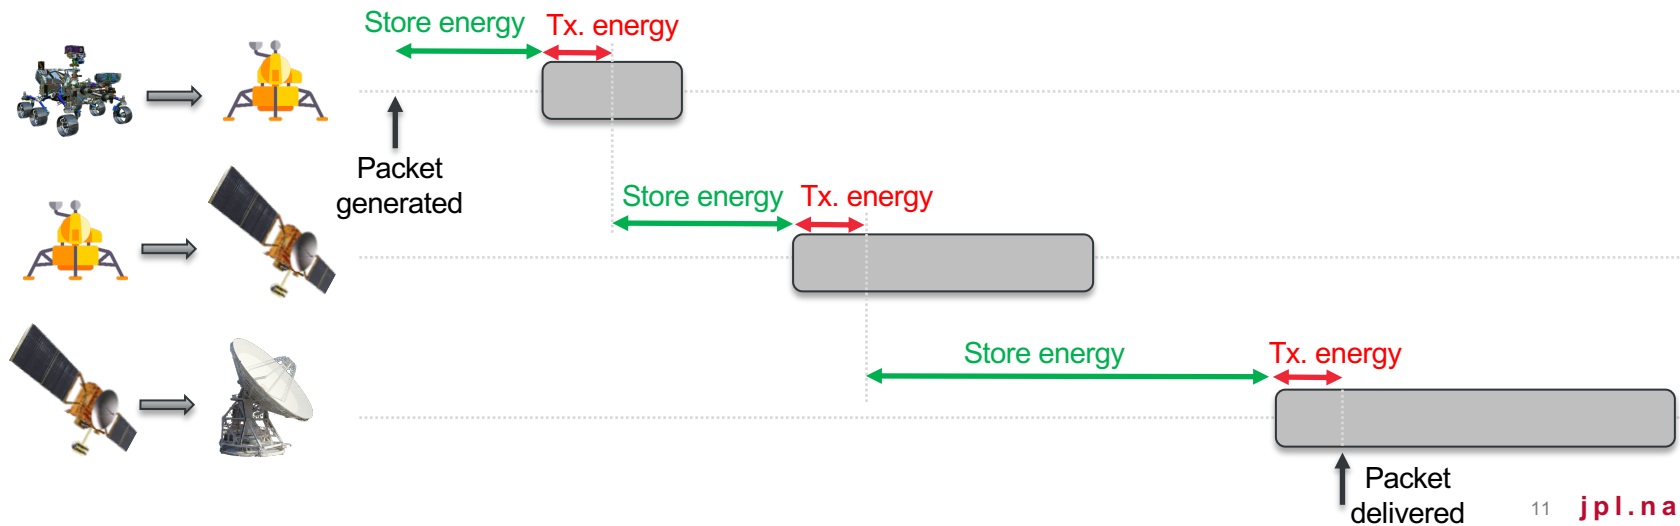 Store energy
Tx. energy
Packet
generated
Store energy
Tx. energy
Store energy
Tx. energy
Packet
delivered
11
jpl.na